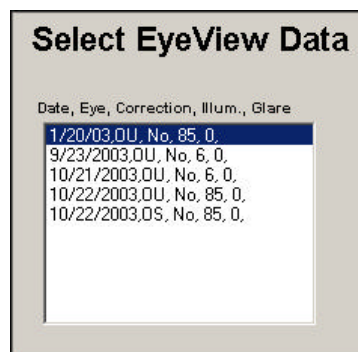 Select EyeView Data
Date, Eye, Correction, Illum., Glare
1/20/03,OU, No, 85, 0,
9/23/2003,OU, No, 6, 0,
10/21/2003,OU, No, 6, 0,
10/22/2003,OU, No, 85, 0,
10/22/2003,OS, No, 85, 0,